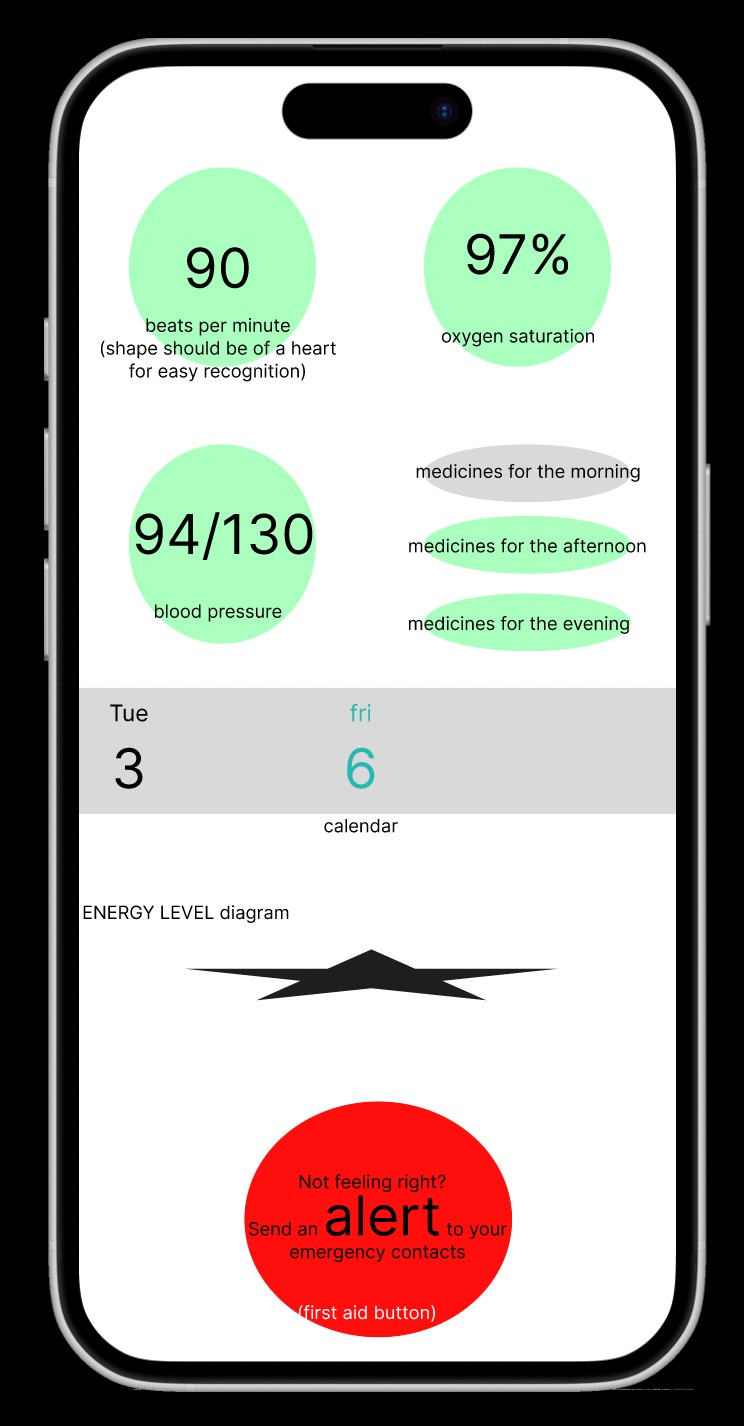 90
beats per minute
(shape should be of a heart
for easy recognition)
97%
oxygen saturation
94/130
blood pressure
medicines for the morning
medicines for the afternoon
medicines for the evening
Tue
3
fri
6
calendar
ENERGY LEVEL diagram
Not feeling right?
Send an alert to your
emergency contacts
(first aid button)